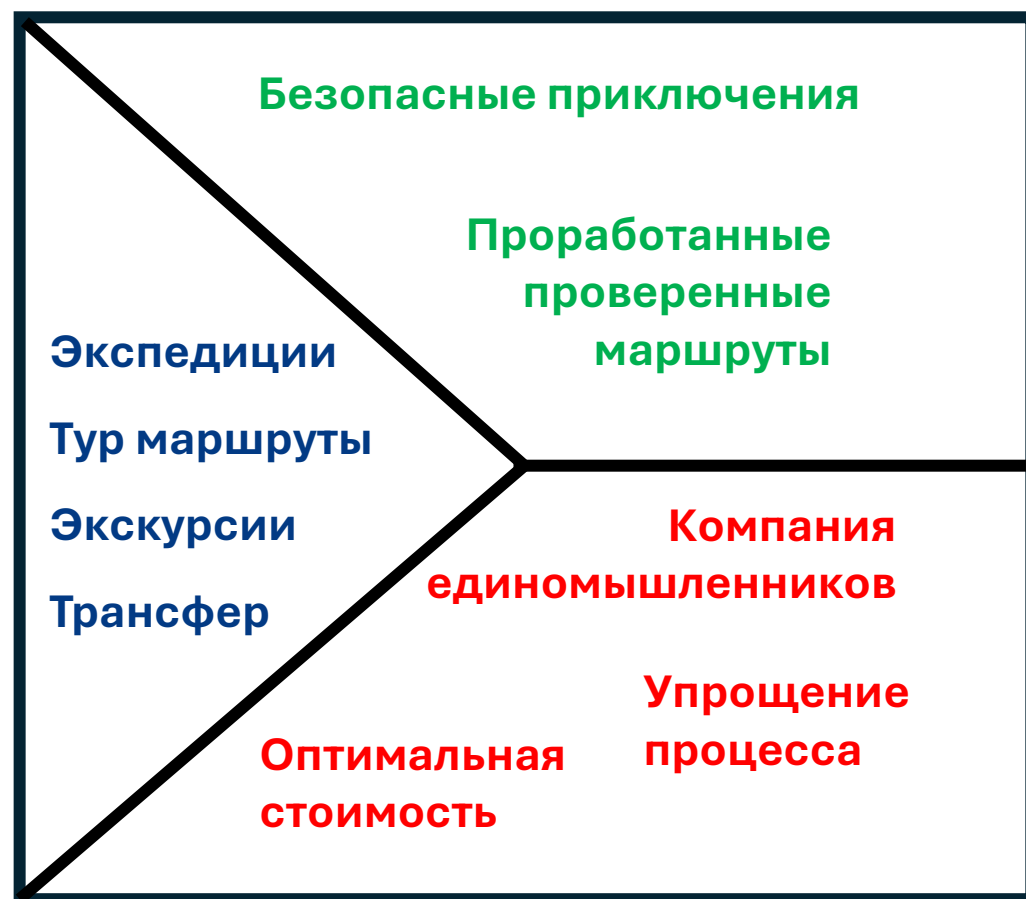 Безопасные приключения
Проработанные
проверенные
маршруты
Экспедиции
Тур маршруты
Экскурсии
Трансфер
Компания
единомышленников
Упрощение
процесса
Оптимальная
стоимость